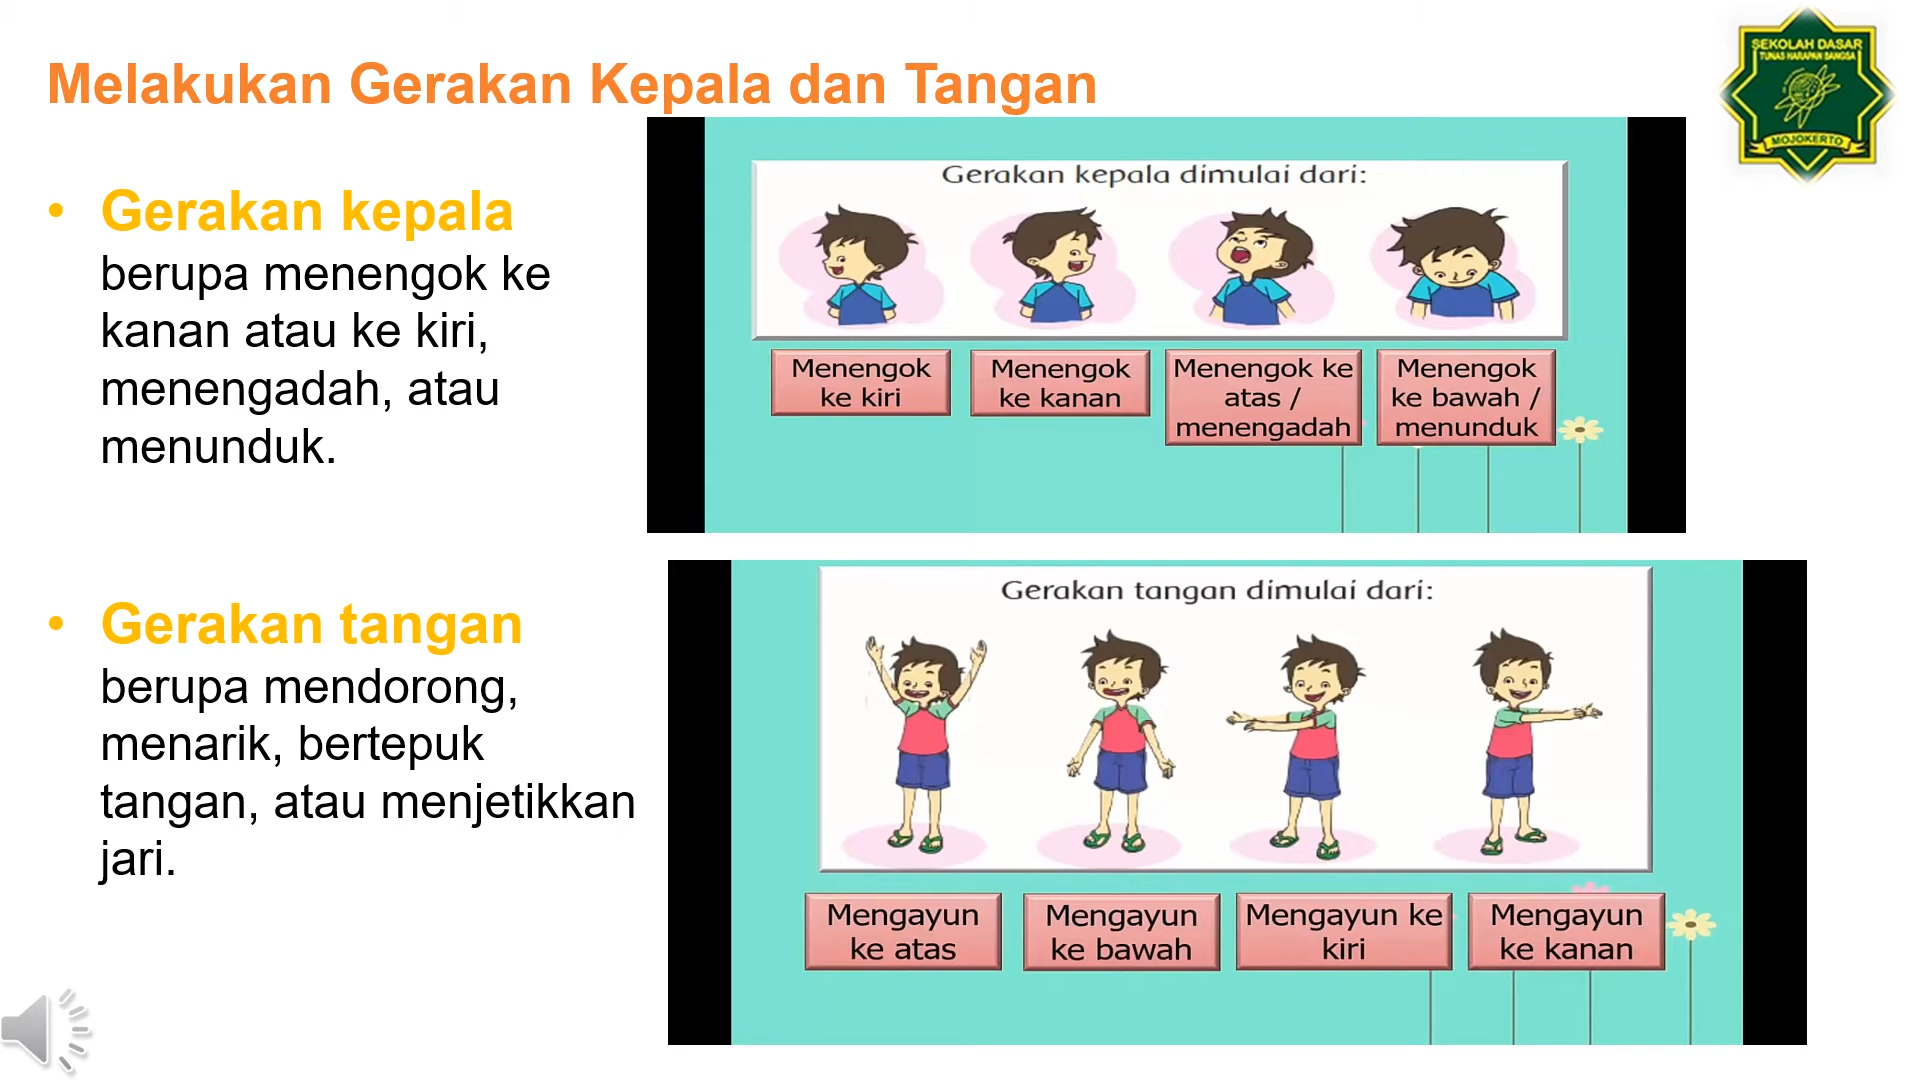 Melakukan Gerakan Kepala dan Tangan
SEKOLAH DASAR
TUNAS HARAPAN BANGSA
MOJOKERTO
• Gerakan kepala
berupa menengok ke
kanan atau ke kiri,
menengadah, atau
menunduk.
Gerakan kepala dimulai dari:
Menengok
ke kiri
Menengok
ke kanan
Menengok ke
atas /
menengadah
Menengok
ke bawah /
menunduk
• Gerakan tangan
berupa mendorong,
menarik, bertepuk
tangan, atau menjetikkan
jari.
Gerakan tangan dimulai dari:
Mengayun
ke atas
Mengayun
ke bawah
Mengayun ke
kiri
Mengayun
ke kanan